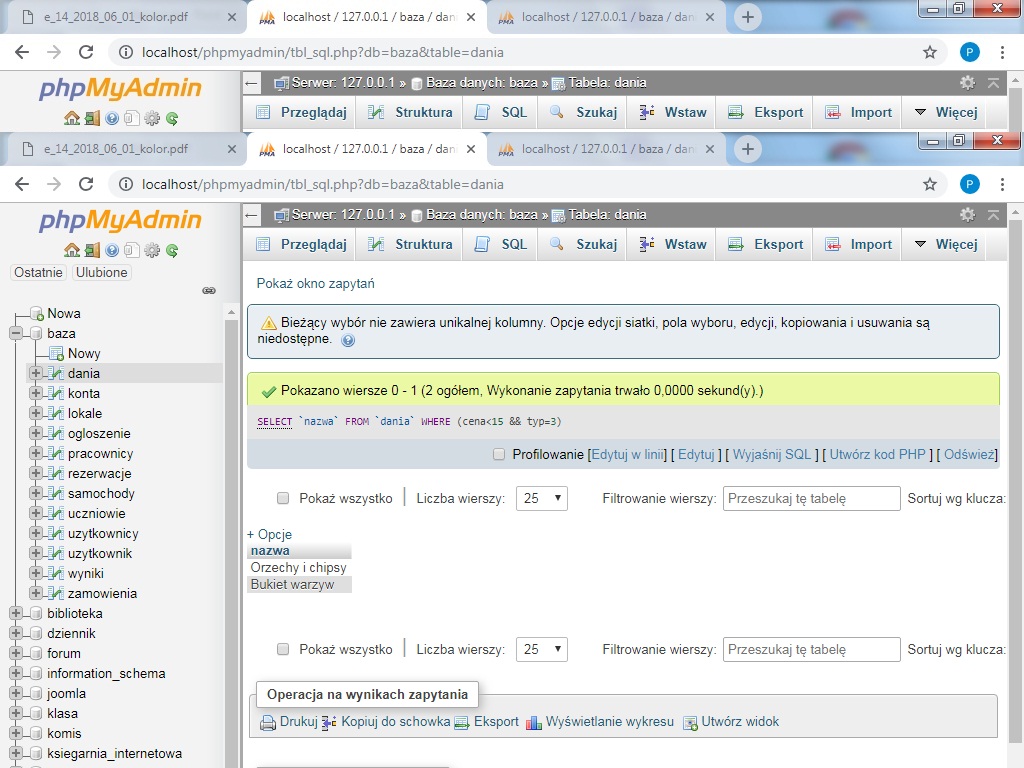 e_14_2018_06_01_kolor.pdf localhost / 127.0.0.1 / baza / dan localhost / 127.0.0.1 / baza / dan
localhost/phpmyadmin/tbl_sql.php?db=baza&table=dania P
phpMyAdmin
Serwer: 127.0.0.1 » Baza danych: baza » Tabela: dania
Przeglądaj Struktura SQL Szukaj Wstaw Eksport Import Więcej
e_14_2018_06_01_kolor.pdf localhost / 127.0.0.1 / baza / dan localhost / 127.0.0.1 / baza / dan
localhost/phpmyadmin/tbl_sql.php?db=baza&table=dania P
phpMyAdmin
Ostatnie Ulubione
Nowa
baza
Nowy
dania
konta
lokale
ogloszenie
pracownicy
rezerwacje
samochody
uczniowie
uzytkownicy
uzytkownik
wyniki
zamowienia
biblioteka
dziennik
forum
information_schema
joomla
klasa
komis
ksiegarnia_internetowa
Serwer: 127.0.0.1 » Baza danych: baza » Tabela: dania
Przeglądaj Struktura SQL Szukaj Wstaw Eksport Import Więcej
Pokaż okno zapytań
Bieżący wybór nie zawiera unikalnej kolumny. Opcje edycji siatki, pola wyboru, edycji, kopiowania i usuwania są
niedostępne.
Pokazano wiersze 0 - 1 (2 ogółem, Wykonanie zapytania trwało 0,0000 sekund(y).)
SELECT `nazwa` FROM `dania` WHERE (cena<15 && typ=3)
Profilowanie [Edytuj w linii] [ Edytuj ] [ Wyjaśnij SQL ] [ Utwórz kod PHP ] [ Odśwież]
Pokaż wszystko Liczba wierszy: 25 Filtrowanie wierszy: Przeszukaj tę tabelę Sortuj wg klucza:
+ Opcje
nazwa
Orzechy i chipsy
Bukiet warzyw
Pokaż wszystko Liczba wierszy: 25 Filtrowanie wierszy: Przeszukaj tę tabelę Sortuj wg klucza:
Operacja na wynikach zapytania
Drukuj Kopiuj do schowka Eksport Wyświetlanie wykresu Utwórz widok